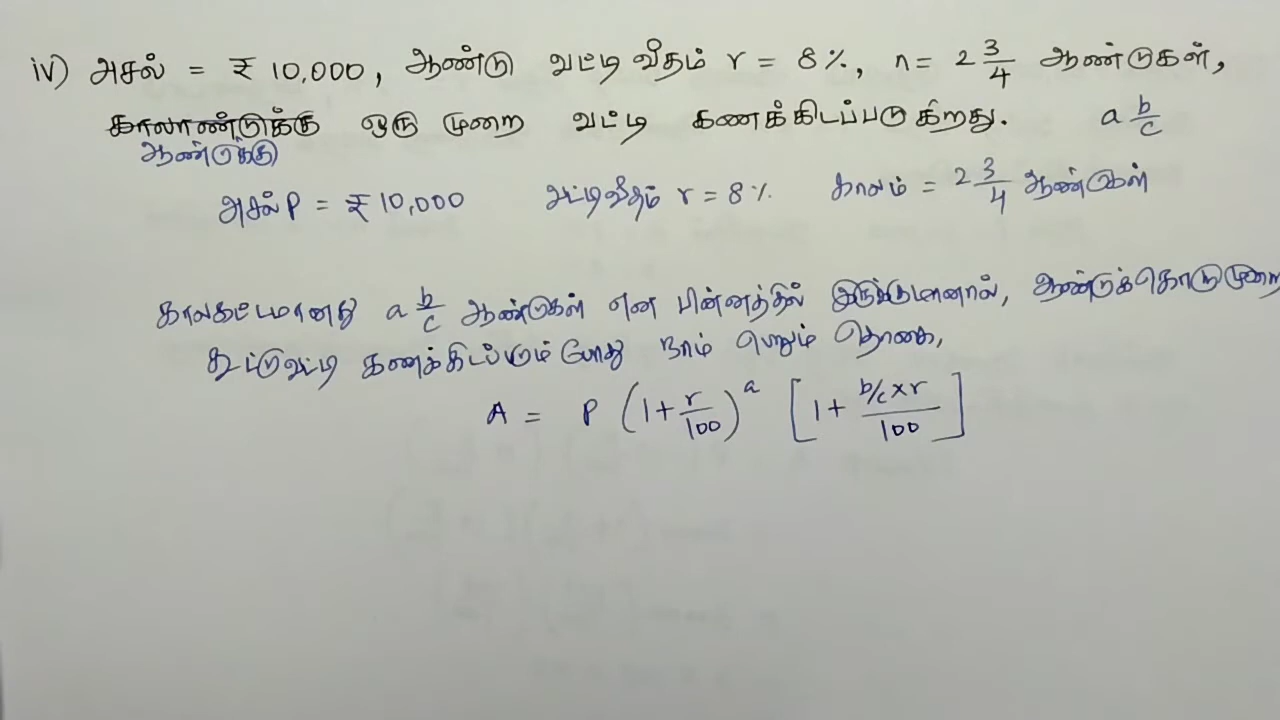 iv) அசல் = ₹ 10,000, ஆண்டு வட்டி வீதம் r = 8 %, n = 2 3/4 ஆண்டுகள்,
காலாண்டுக்கு ஒரு முறை வட்டி கணக்கிடப்படுகிறது. a b/c
ஆண்டுக்கு
அசல் P = ₹ 10,000 வட்டிவீதம் r = 8 % காலம் = 2 3/4 ஆண்டுகள்
காலகட்டமானது a b/c ஆண்டுகள் என பின்னத்தில் இருக்குமானால், ஆண்டுக்கொருமுறை
கூட்டுவட்டி கணக்கிடப்படும் போது நாம் பெறும் தொகை,
A = P (1 + r/100)^a [1 + (b/c × r)/100]